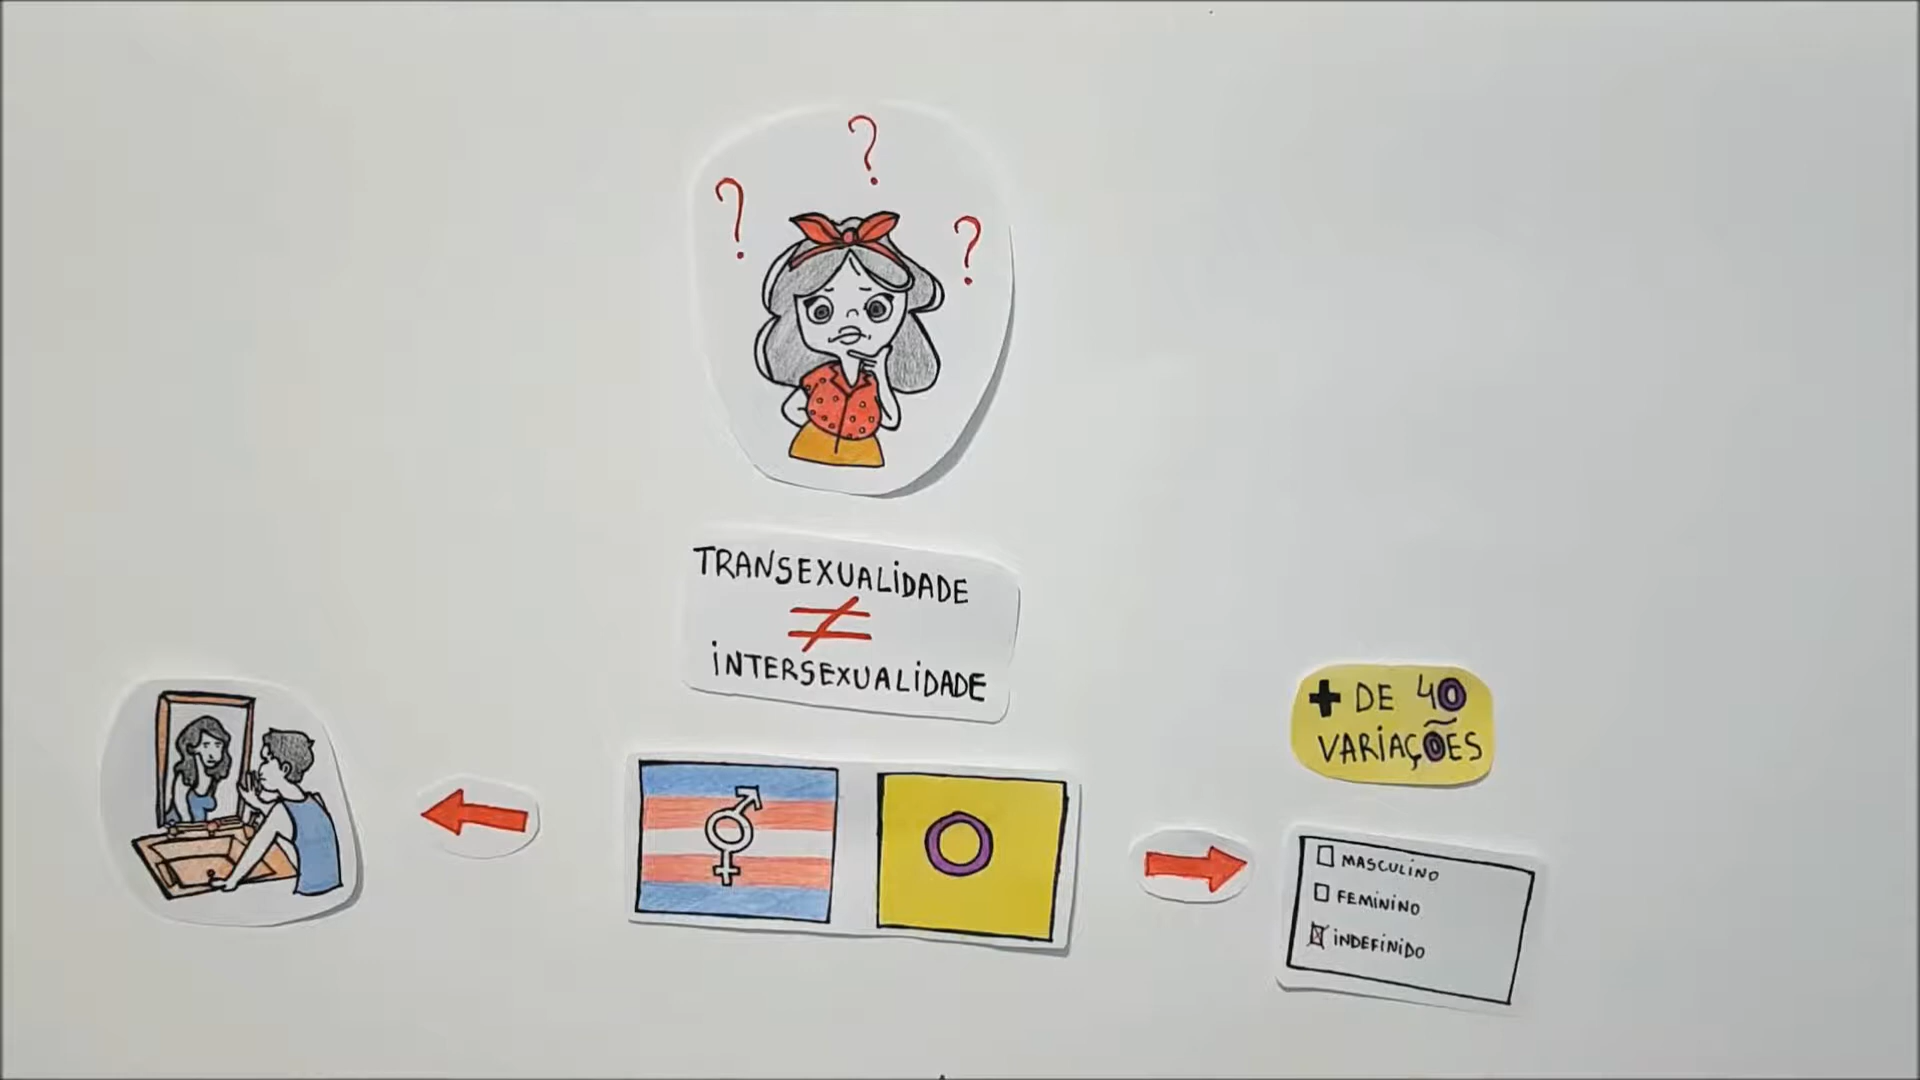 ?
?
?
TRANSEXUALIDADE
≠
INTERSEXUALIDADE
+ DE 40
VARIAÇÕES
MASCULINO
FEMININO
☒ INDEFINIDO